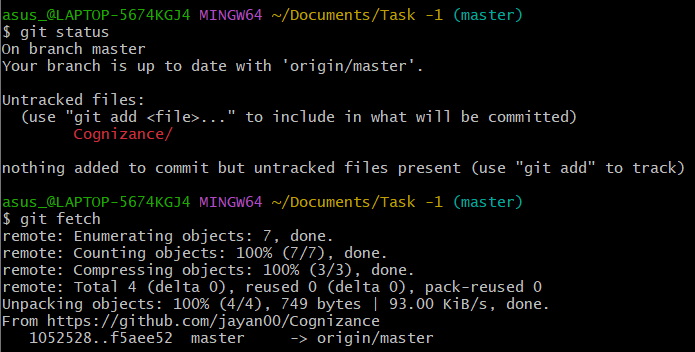 asus_@LAPTOP-5674KGJ4 MINGW64 ~/Documents/Task -1 (master)
$ git status
On branch master
Your branch is up to date with 'origin/master'.

Untracked files:
  (use "git add <file>..." to include in what will be committed)
        Cognizance/

nothing added to commit but untracked files present (use "git add" to track)

asus_@LAPTOP-5674KGJ4 MINGW64 ~/Documents/Task -1 (master)
$ git fetch
remote: Enumerating objects: 7, done.
remote: Counting objects: 100% (7/7), done.
remote: Compressing objects: 100% (3/3), done.
remote: Total 4 (delta 0), reused 0 (delta 0), pack-reused 0
Unpacking objects: 100% (4/4), 749 bytes | 93.00 KiB/s, done.
From https://github.com/jayan00/Cognizance
   1052528..f5aee52  master     -> origin/master